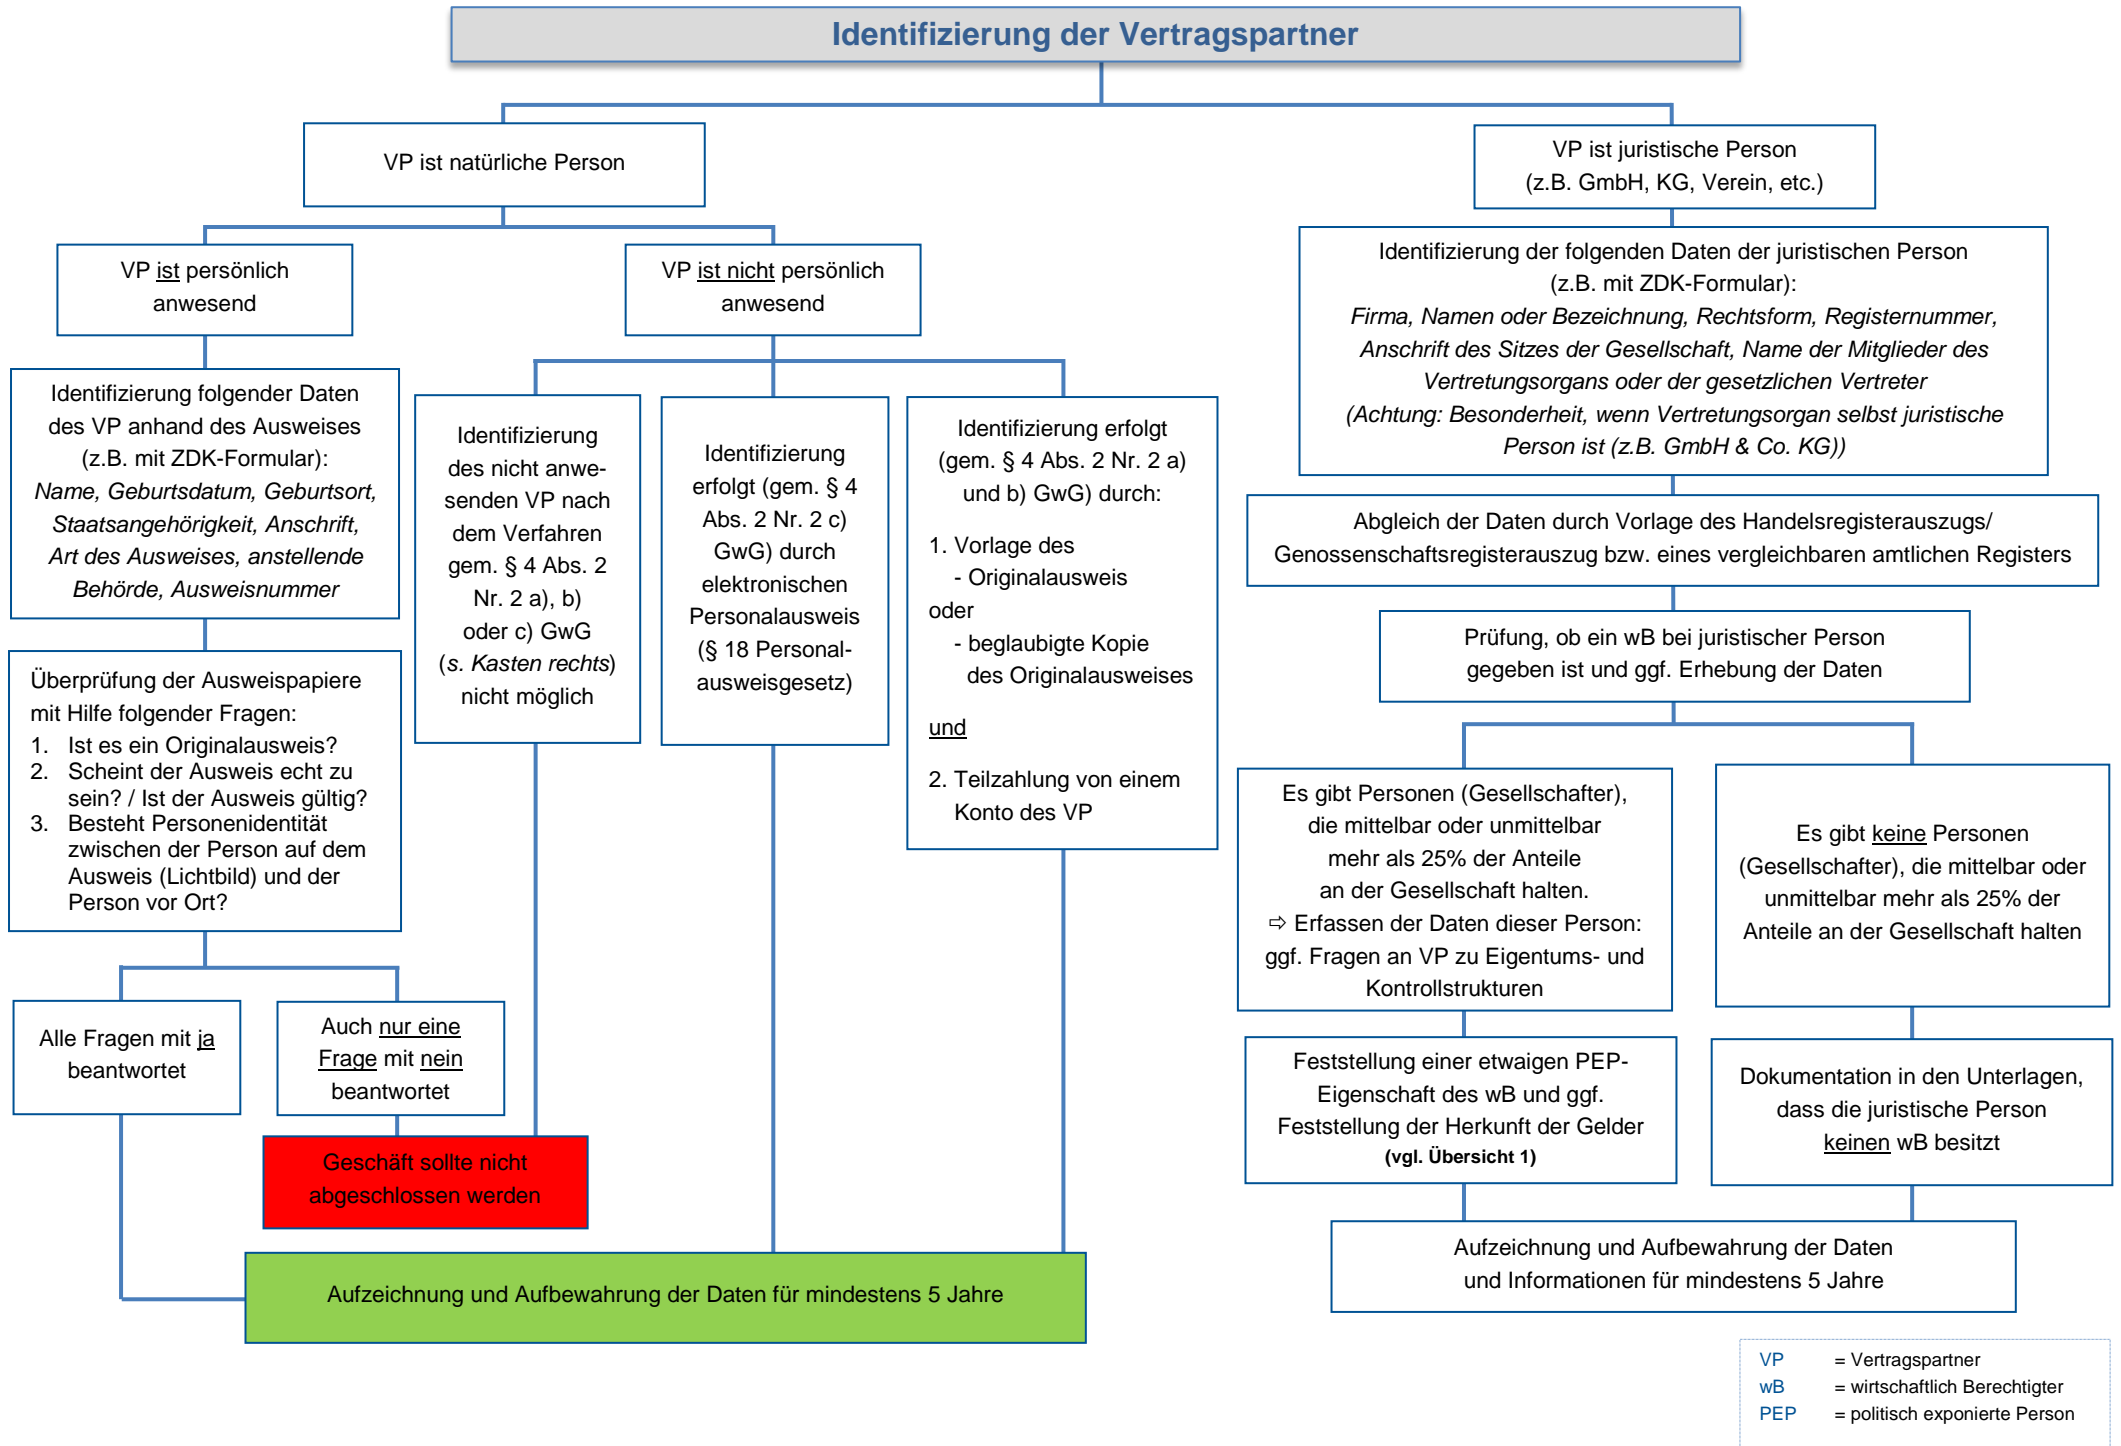 Identifizierung der Vertragspartner
VP ist natürliche Person
VP ist juristische Person
(z.B. GmbH, KG, Verein, etc.)
VP ist persönlich
anwesend
VP ist nicht persönlich
anwesend
Identifizierung der folgenden Daten der juristischen Person
(z.B. mit ZDK-Formular):
Firma, Namen oder Bezeichnung, Rechtsform, Registernummer,
Anschrift des Sitzes der Gesellschaft, Name der Mitglieder des
Vertretungsorgans oder der gesetzlichen Vertreter
(Achtung: Besonderheit, wenn Vertretungsorgan selbst juristische
Person ist (z.B. GmbH & Co. KG))
Identifizierung folgender Daten
des VP anhand des Ausweises
(z.B. mit ZDK-Formular):
Name, Geburtsdatum, Geburtsort,
Staatsangehörigkeit, Anschrift,
Art des Ausweises, anstellende
Behörde, Ausweisnummer
Identifizierung
des nicht anwe-
senden VP nach
dem Verfahren
gem. § 4 Abs. 2
Nr. 2 a), b)
oder c) GwG
(s. Kasten rechts)
nicht möglich
Identifizierung
erfolgt (gem. § 4
Abs. 2 Nr. 2 c)
GwG) durch
elektronischen
Personalausweis
(§ 18 Personal-
ausweisgesetz)
Identifizierung erfolgt
(gem. § 4 Abs. 2 Nr. 2 a)
und b) GwG) durch:
1. Vorlage des
- Originalausweis
oder
- beglaubigte Kopie
des Originalausweises
und
2. Teilzahlung von einem
Konto des VP
Abgleich der Daten durch Vorlage des Handelsregisterauszugs/
Genossenschaftsregisterauszug bzw. eines vergleichbaren amtlichen Registers
Prüfung, ob ein wB bei juristischer Person
gegeben ist und ggf. Erhebung der Daten
Überprüfung der Ausweispapiere
mit Hilfe folgender Fragen:
1. Ist es ein Originalausweis?
2. Scheint der Ausweis echt zu
sein? / Ist der Ausweis gültig?
3. Besteht Personenidentität
zwischen der Person auf dem
Ausweis (Lichtbild) und der
Person vor Ort?
Es gibt Personen (Gesellschafter),
die mittelbar oder unmittelbar
mehr als 25% der Anteile
an der Gesellschaft halten.
⇨ Erfassen der Daten dieser Person:
ggf. Fragen an VP zu Eigentums- und
Kontrollstrukturen
Es gibt keine Personen
(Gesellschafter), die mittelbar oder
unmittelbar mehr als 25% der
Anteile an der Gesellschaft halten
Alle Fragen mit ja
beantwortet
Auch nur eine
Frage mit nein
beantwortet
Feststellung einer etwaigen PEP-
Eigenschaft des wB und ggf.
Feststellung der Herkunft der Gelder
(vgl. Übersicht 1)
Dokumentation in den Unterlagen,
dass die juristische Person
keinen wB besitzt
Geschäft sollte nicht
abgeschlossen werden
Aufzeichnung und Aufbewahrung der Daten für mindestens 5 Jahre
Aufzeichnung und Aufbewahrung der Daten
und Informationen für mindestens 5 Jahre
VP = Vertragspartner
wB = wirtschaftlich Berechtigter
PEP = politisch exponierte Person